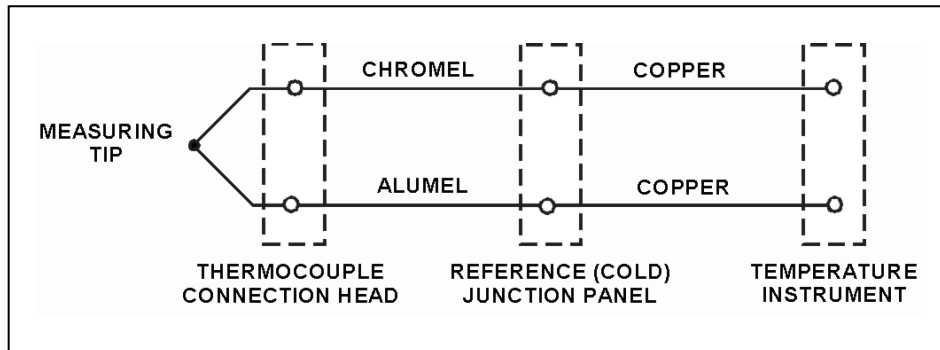 CHROMEL
COPPER
MEASURING
TIP
ALUMEL
COPPER
THERMOCOUPLE
CONNECTION HEAD
REFERENCE (COLD)
JUNCTION PANEL
TEMPERATURE
INSTRUMENT